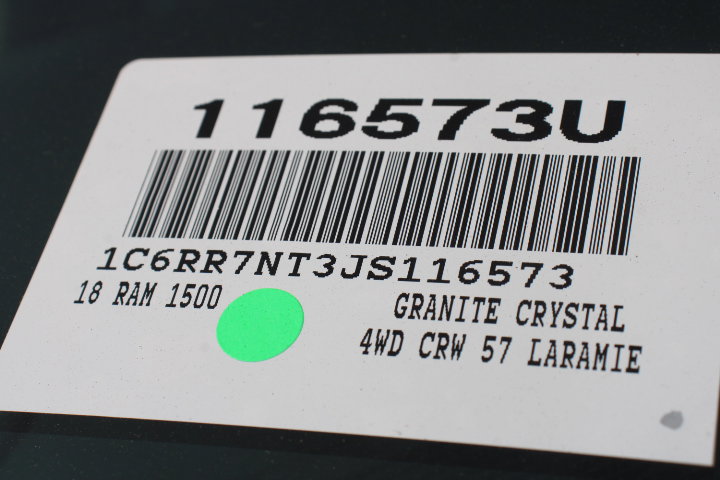 116573U
1C6RR7NT3JS116573
18 RAM 1500
GRANITE CRYSTAL
4WD CRW 57 LARAMIE